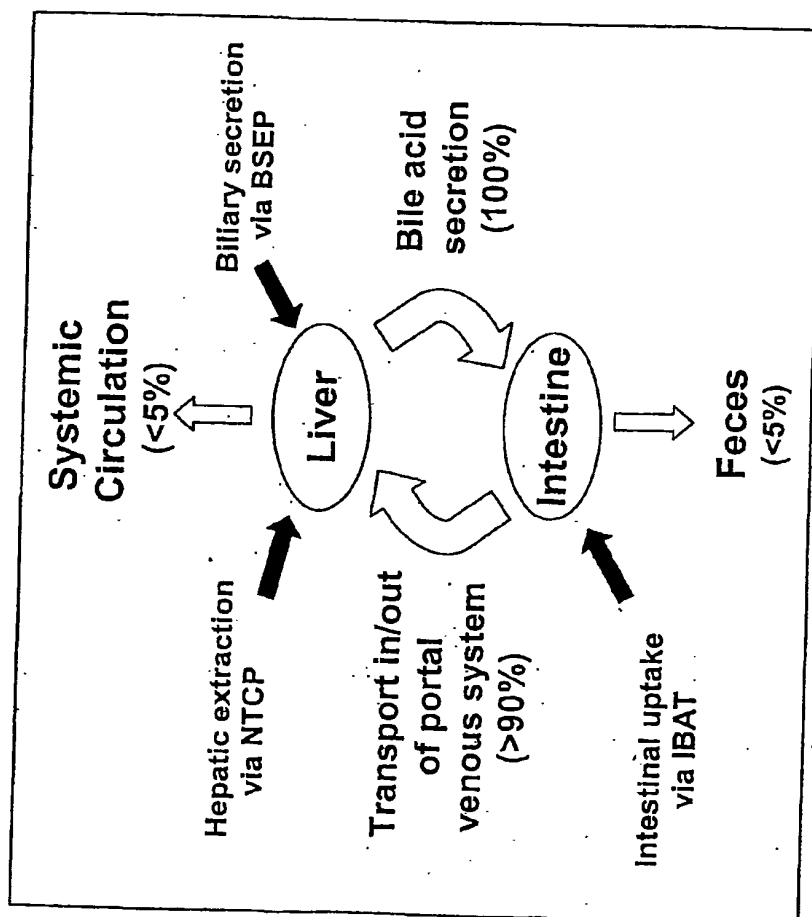 Systemic
Circulation
(<5%)
Hepatic extraction
via NTCP
Biliary secretion
via BSEP
Liver
Transport in/out
of portal
venous system
(>90%)
Bile acid
secretion
(100%)
Intestine
Intestinal uptake
via IBAT
Feces
(<5%)